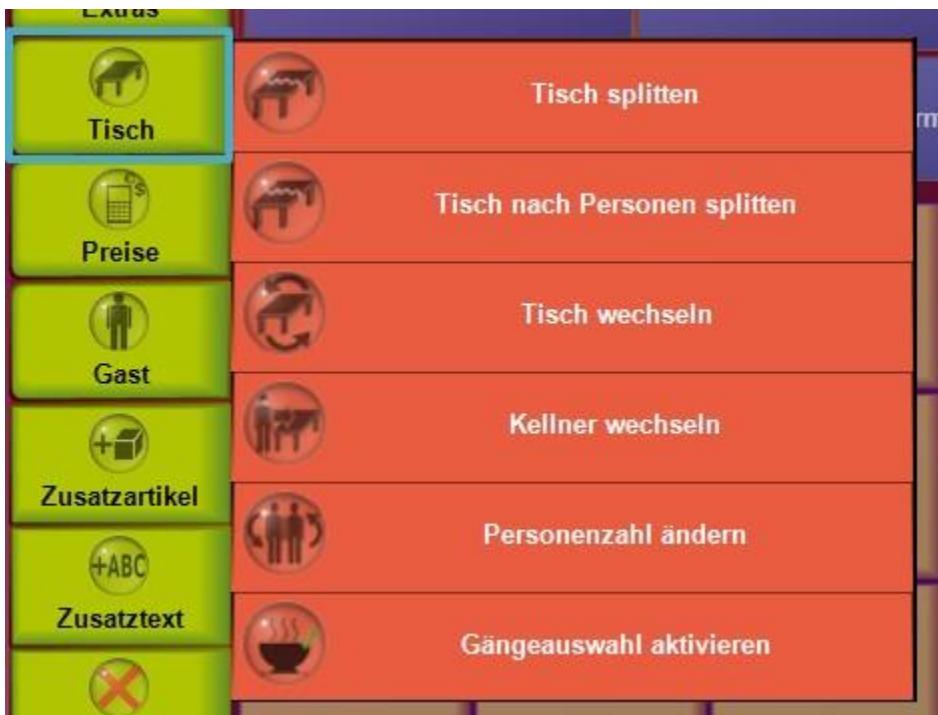 Extras
Tisch
Tisch splitten
Tisch nach Personen splitten
Preise
Tisch wechseln
Gast
Kellner wechseln
+
Zusatzartikel
Personenzahl ändern
+ABC
Zusatztext
Gängeauswahl aktivieren